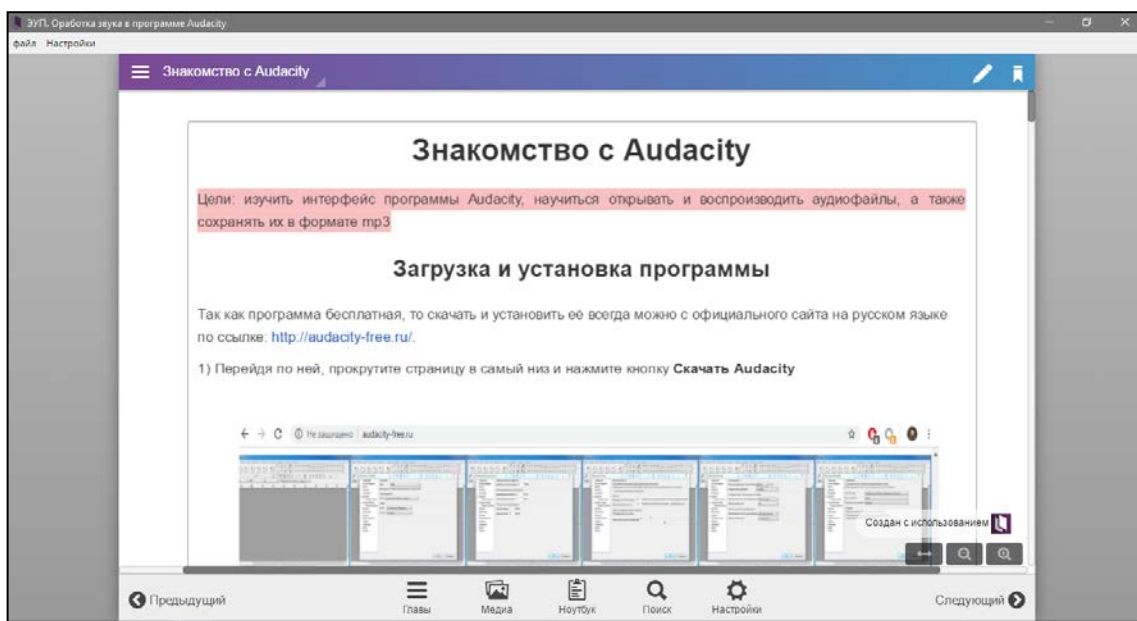 ЭУП. Оработка звука в программе Audacity
файл Настройки
Знакомство с Audacity
Знакомство с Audacity
Цели: изучить интерфейс программы Audacity, научиться открывать и воспроизводить аудиофайлы, а также
сохранять их в формате mp3
Загрузка и установка программы
Так как программа бесплатная, то скачать и установить её всегда можно с официального сайта на русском языке
по ссылке: http://audacity-free.ru/.
1) Перейдя по ней, прокрутите страницу в самый низ и нажмите кнопку Скачать Audacity
Не защищено audacity-free.ru
Создан с использованием
Предыдущий
Главы
Медиа
Ноутбук
Поиск
Настройки
Следующий